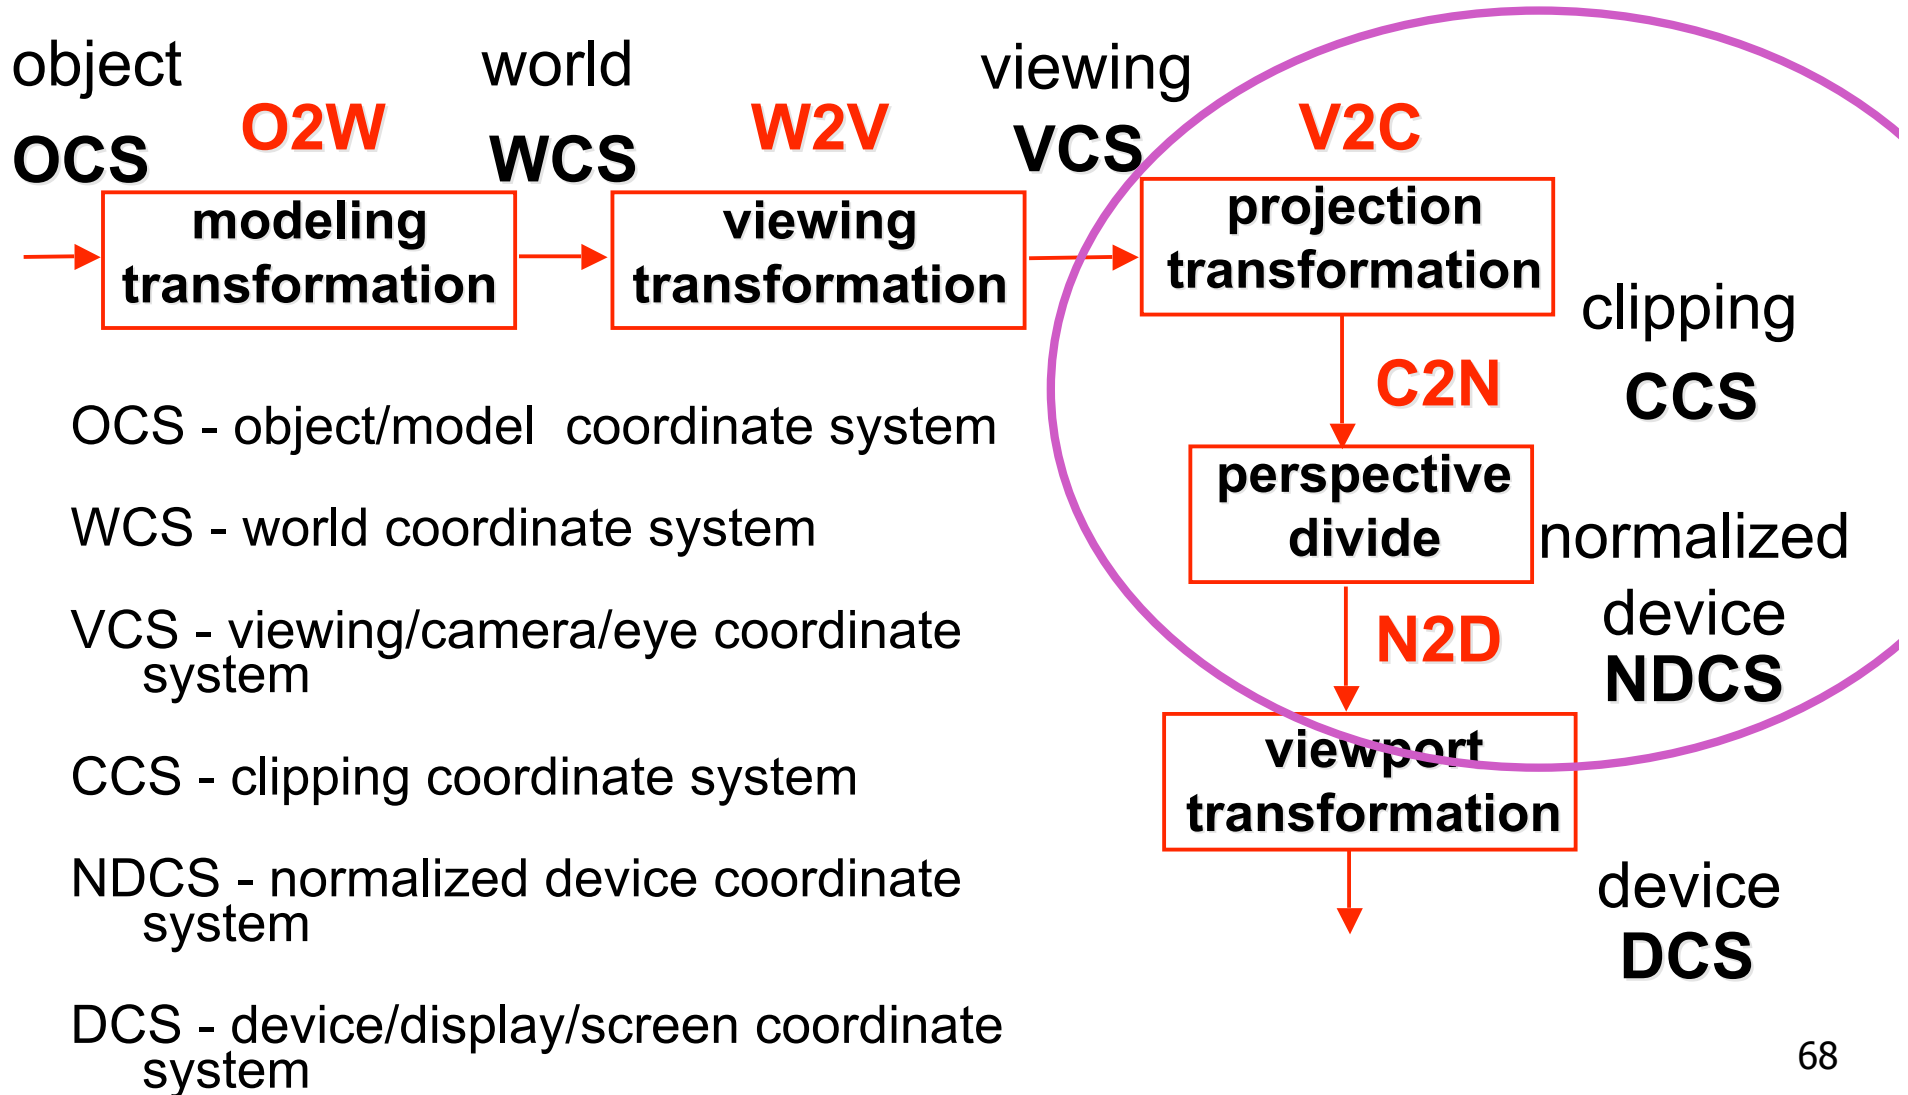 object
world
viewing
O2W
W2V
V2C
OCS
WCS
VCS
modeling
transformation
viewing
transformation
projection
transformation
clipping
CCS
C2N
perspective
divide
normalized
device
NDCS
N2D
viewport
transformation
device
DCS
OCS - object/model coordinate system
WCS - world coordinate system
VCS - viewing/camera/eye coordinate
system
CCS - clipping coordinate system
NDCS - normalized device coordinate
system
DCS - device/display/screen coordinate
system
68